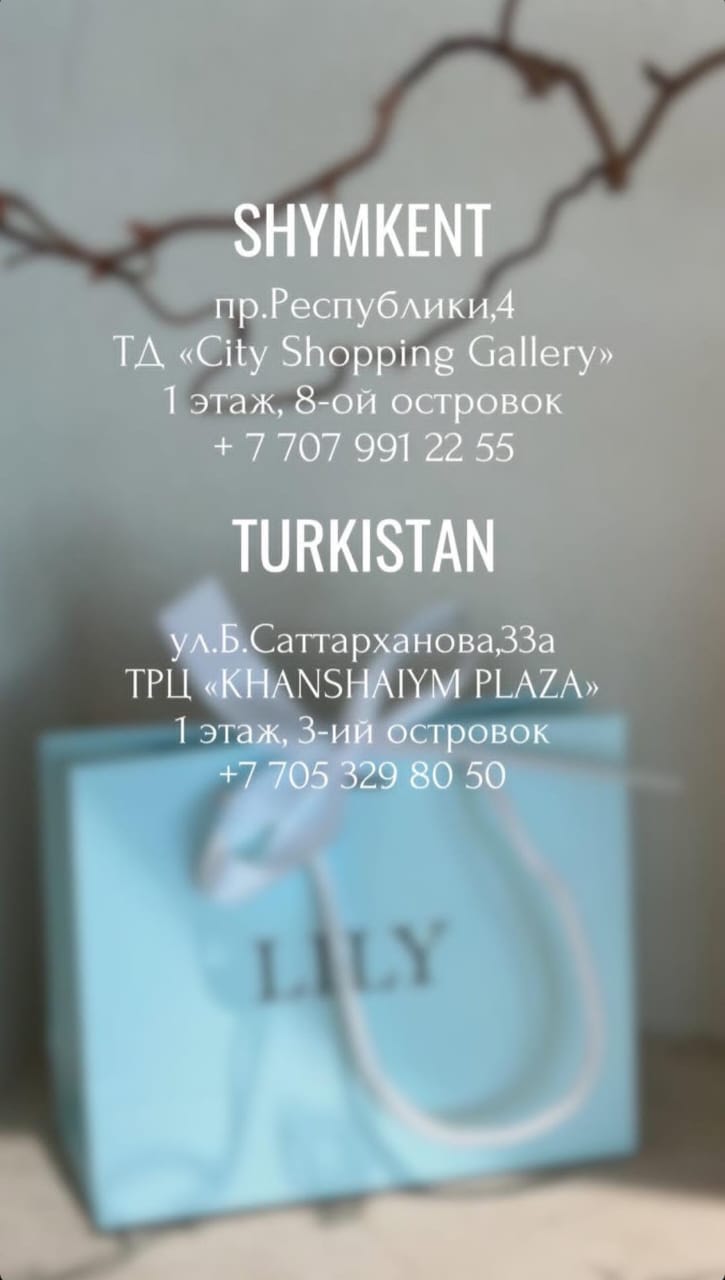 SHYMKENT
пр.Республики,4
ТД «City Shopping Gallery»
1 этаж, 8-ой островок
+ 7 707 991 22 55
TURKISTAN
ул.Б.Саттарханова,33а
ТРЦ «KHANSHAIYM PLAZA»
1 этаж, 3-ий островок
+7 705 329 80 50
LILY